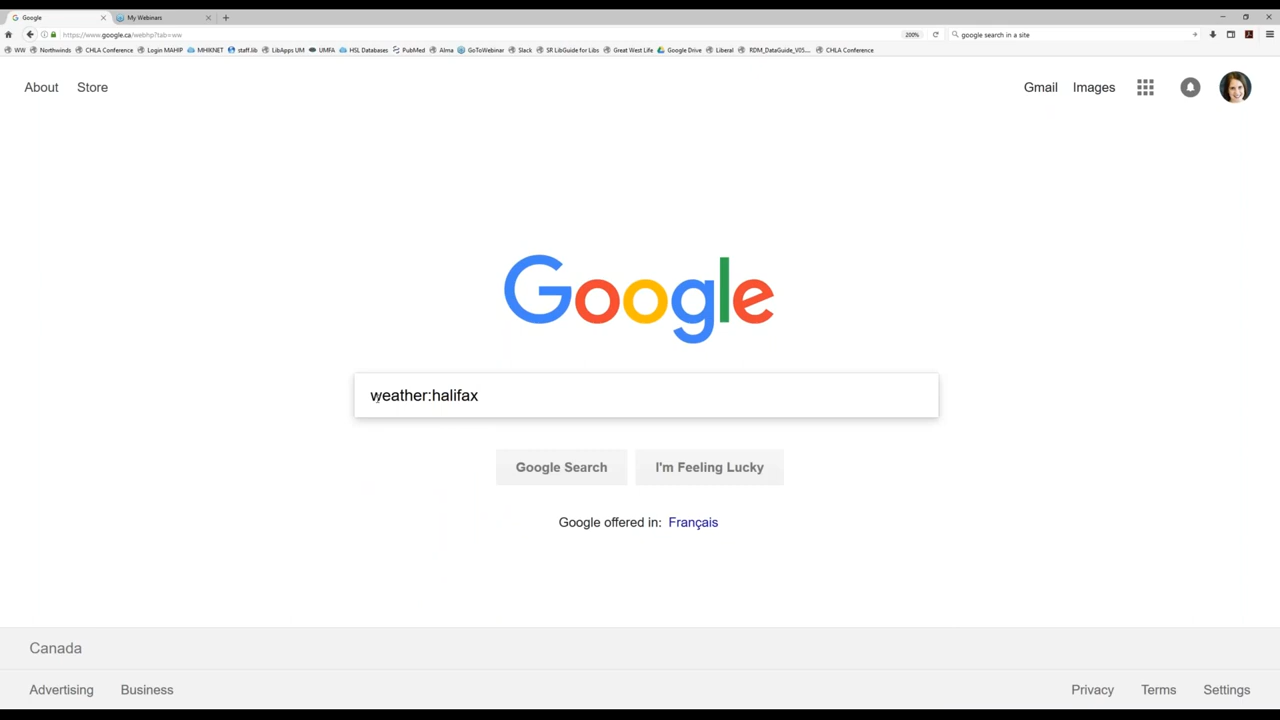 Google
My Webinars
https://www.google.ca/webhp?tab=ww
200%
google search in a site
WW Northwinds CHLA Conference Login MAHIP MHIKNET staff.lib LibApps UM UMFA HSL Databases PubMed Alma GoToWebinar Slack SR LibGuide for Libs Great West Life Google Drive Liberal RDM_DataGuide_V05.... CHLA Conference
About Store
Gmail Images
Google
weather:halifax
Google Search I'm Feeling Lucky
Google offered in: Français
Canada
Advertising Business
Privacy Terms Settings